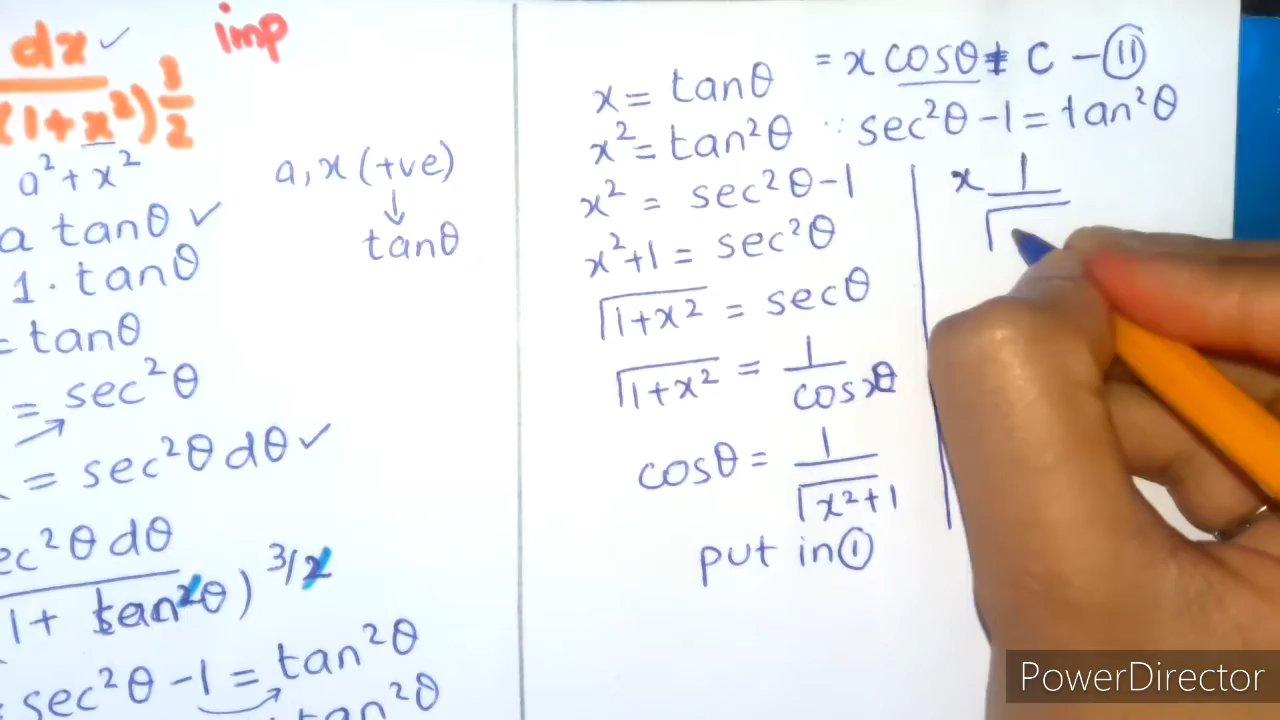 dx ✓ imp
(1+x²)^3/2
a²+x²
a tanθ ✓
1 · tanθ
= tanθ
= sec²θ
= sec²θ dθ ✓
ec²θ dθ
1 + tan²θ)^3/2
sec²θ -1 = tan²θ
tan²θ
a, x (+ve)
↓
tanθ
= x cosθ + C - (11)
x = tanθ
x² = tan²θ ∵ sec²θ -1 = tan²θ
x² = sec²θ -1
x²+1 = sec²θ
√1+x² = secθ
√1+x² = 1/cosθ
cosθ = 1/√x²+1
put in ①
x 1/√
PowerDirector